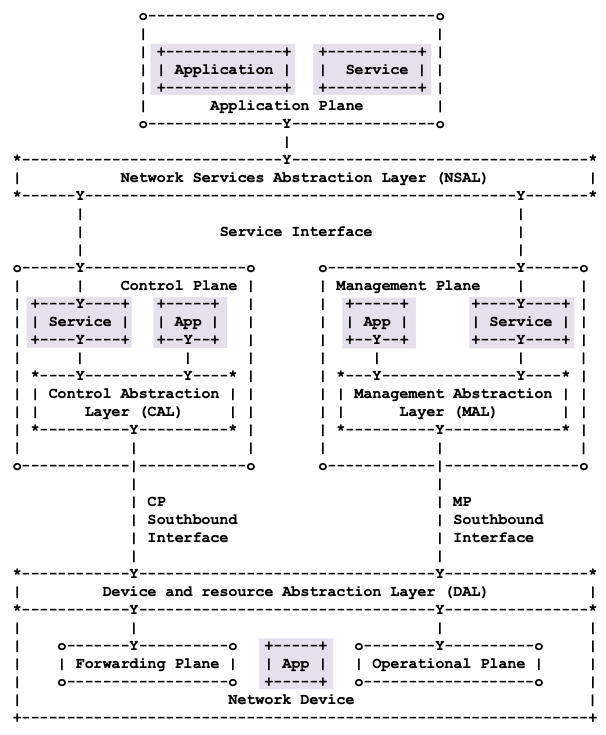 Application Service
Application Plane
Network Services Abstraction Layer (NSAL)
Service Interface
Control Plane Management Plane
Service App App Service
Control Abstraction Management Abstraction
Layer (CAL) Layer (MAL)
CP MP
Southbound Southbound
Interface Interface
Device and resource Abstraction Layer (DAL)
Forwarding Plane App Operational Plane
Network Device